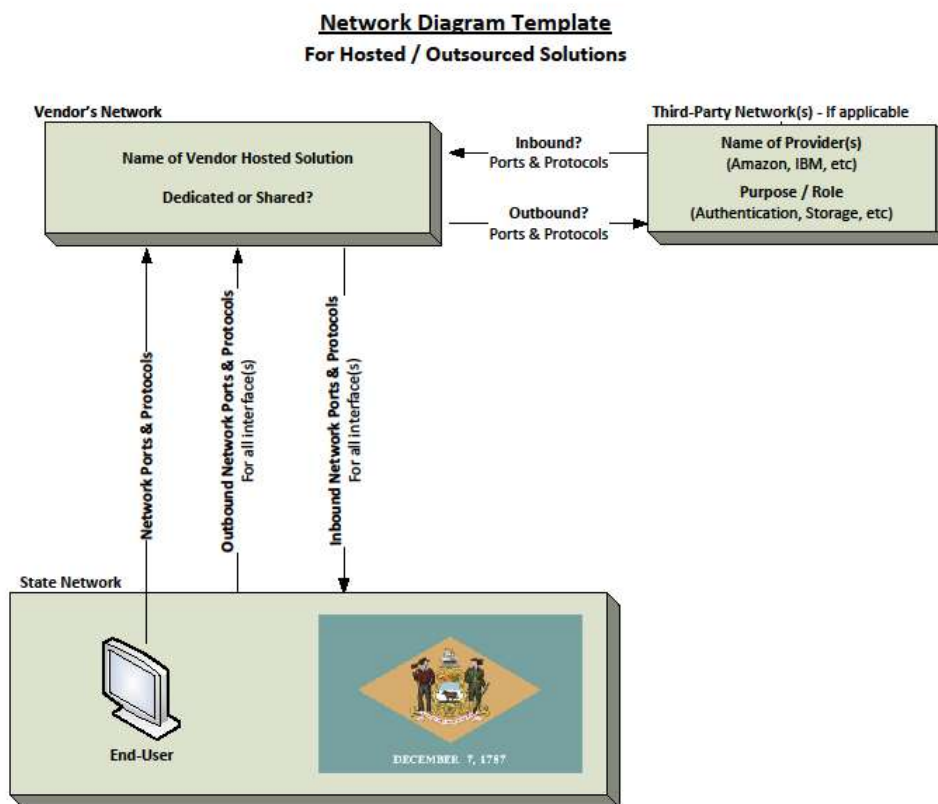 Network Diagram Template
For Hosted / Outsourced Solutions
Vendor's Network
Name of Vendor Hosted Solution
Dedicated or Shared?
Inbound?
Ports & Protocols
Outbound?
Ports & Protocols
Third-Party Network(s) - If applicable
Name of Provider(s)
(Amazon, IBM, etc)
Purpose / Role
(Authentication, Storage, etc)
Network Ports & Protocols
Outbound Network Ports & Protocols
For all interface(s)
Inbound Network Ports & Protocols
For all interface(s)
State Network
End-User
DECEMBER 7, 1787